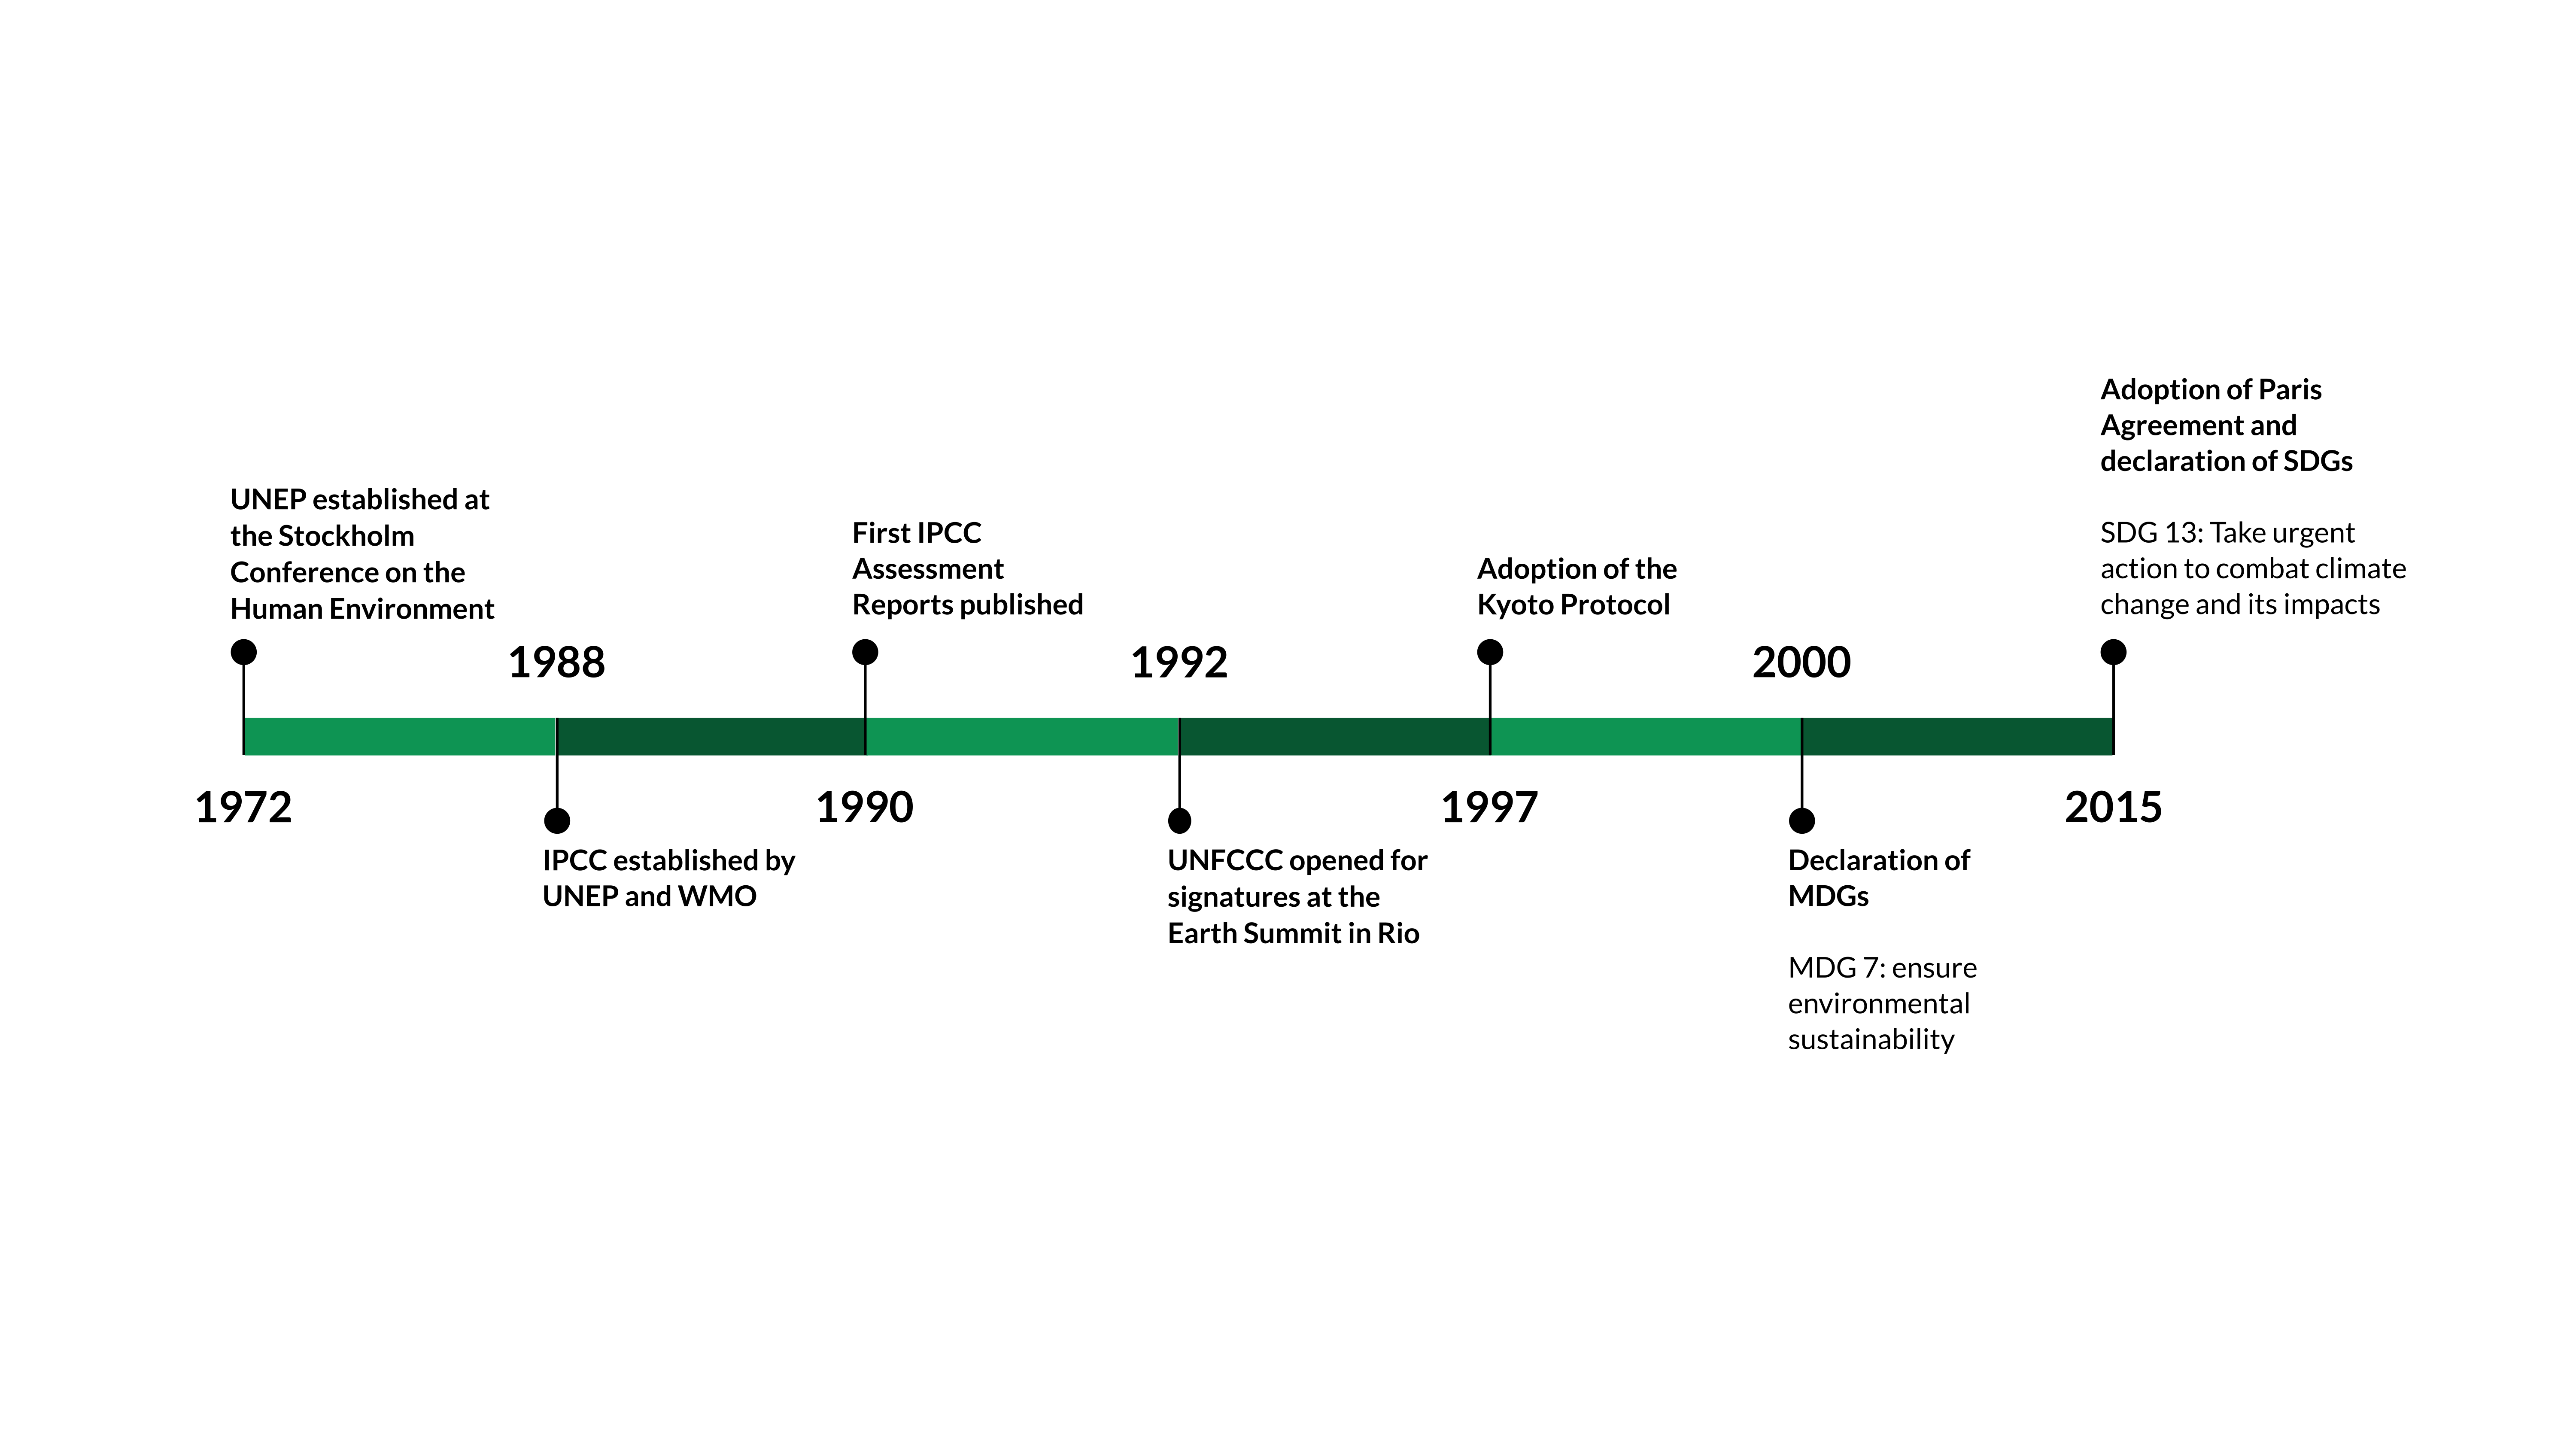 UNEP established at
the Stockholm
Conference on the
Human Environment
1972
1988
IPCC established by
UNEP and WMO
First IPCC
Assessment
Reports published
1990
1992
UNFCCC opened for
signatures at the
Earth Summit in Rio
Adoption of the
Kyoto Protocol
1997
2000
Declaration of
MDGs
MDG 7: ensure
environmental
sustainability
Adoption of Paris
Agreement and
declaration of SDGs
SDG 13: Take urgent
action to combat climate
change and its impacts
2015